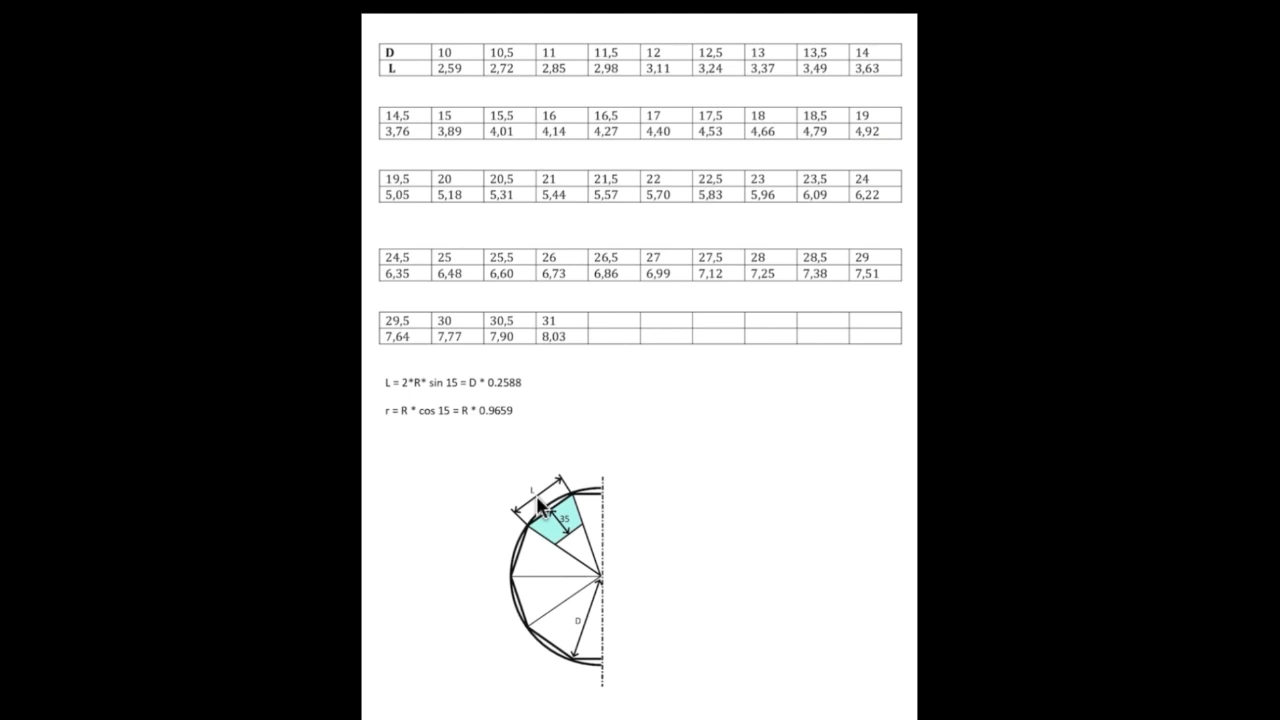 D 10 10,5 11 11,5 12 12,5 13 13,5 14
L 2,59 2,72 2,85 2,98 3,11 3,24 3,37 3,49 3,63
14,5 15 15,5 16 16,5 17 17,5 18 18,5 19
3,76 3,89 4,01 4,14 4,27 4,40 4,53 4,66 4,79 4,92
19,5 20 20,5 21 21,5 22 22,5 23 23,5 24
5,05 5,18 5,31 5,44 5,57 5,70 5,83 5,96 6,09 6,22
24,5 25 25,5 26 26,5 27 27,5 28 28,5 29
6,35 6,48 6,60 6,73 6,86 6,99 7,12 7,25 7,38 7,51
29,5 30 30,5 31
7,64 7,77 7,90 8,03
L = 2*R* sin 15 = D * 0.2588
r = R * cos 15 = R * 0.9659
L
35
D